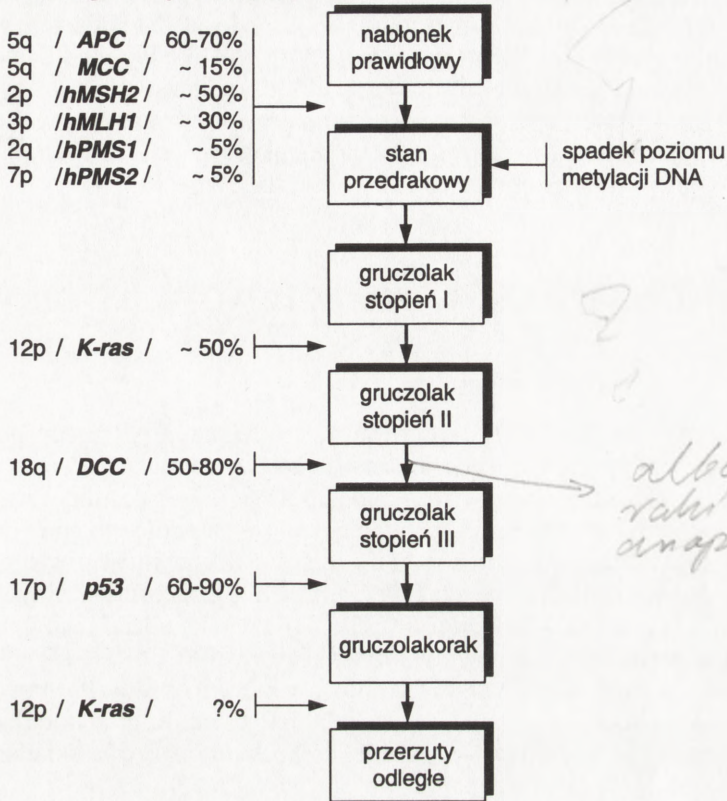 5q / APC / 60-70%
5q / MCC / ~ 15%
2p /hMSH2/ ~ 50%
3p /hMLH1/ ~ 30%
2q /hPMS1/ ~ 5%
7p /hPMS2/ ~ 5%
nabłonek
prawidłowy
stan
przedrakowy
spadek poziomu
metylacji DNA
gruczolak
stopień I
12p / K-ras / ~ 50%
gruczolak
stopień II
18q / DCC / 50-80%
gruczolak
stopień III
17p / p53 / 60-90%
gruczolakorak
12p / K-ras / ?%
przerzuty
odległe